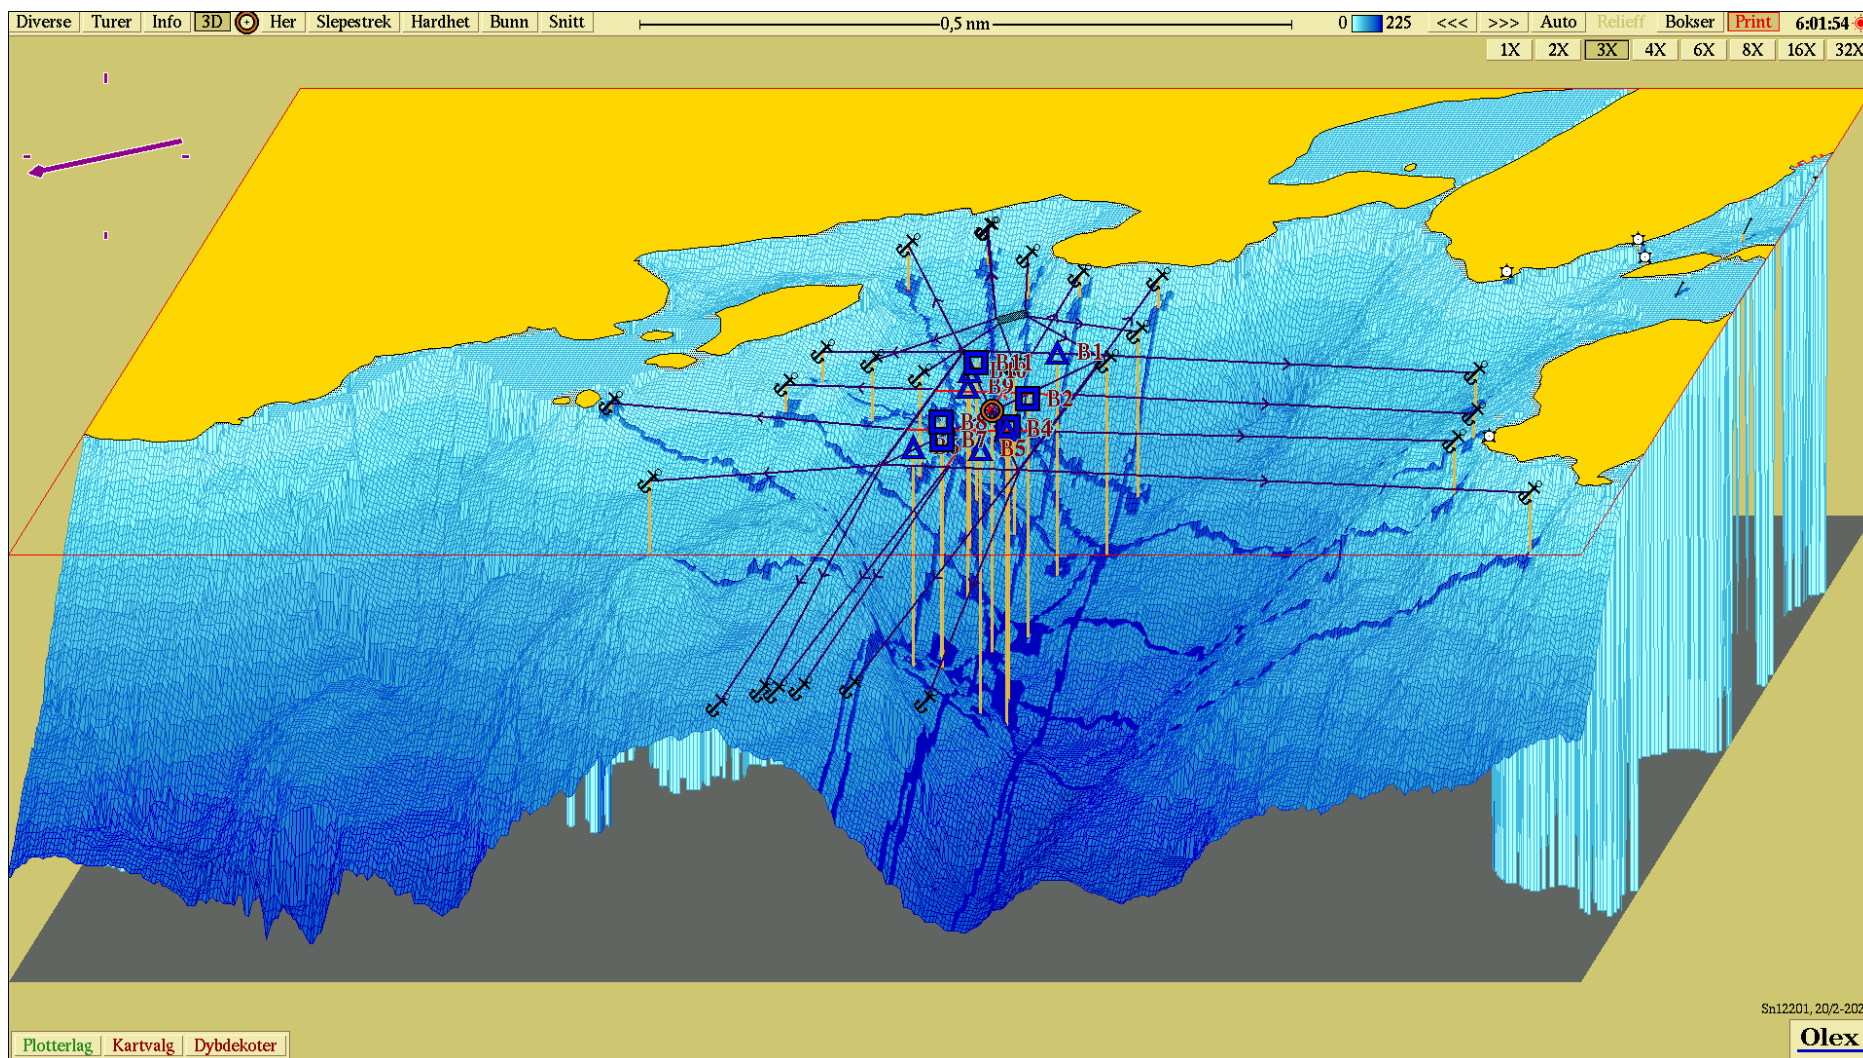 Diverse Turer Info 3D Her Slepestrek Hardhet Bunn Snitt 0,5 nm 0 225 <<< >>> Auto Relieff Bokser Print 6:01:54
1X 2X 3X 4X 6X 8X 16X 32X
B1
B11
B9
B2
B8
B4
B7
B5
Sn12201, 20/2-202
Plotterlag Kartvalg Dybdekoter
Olex